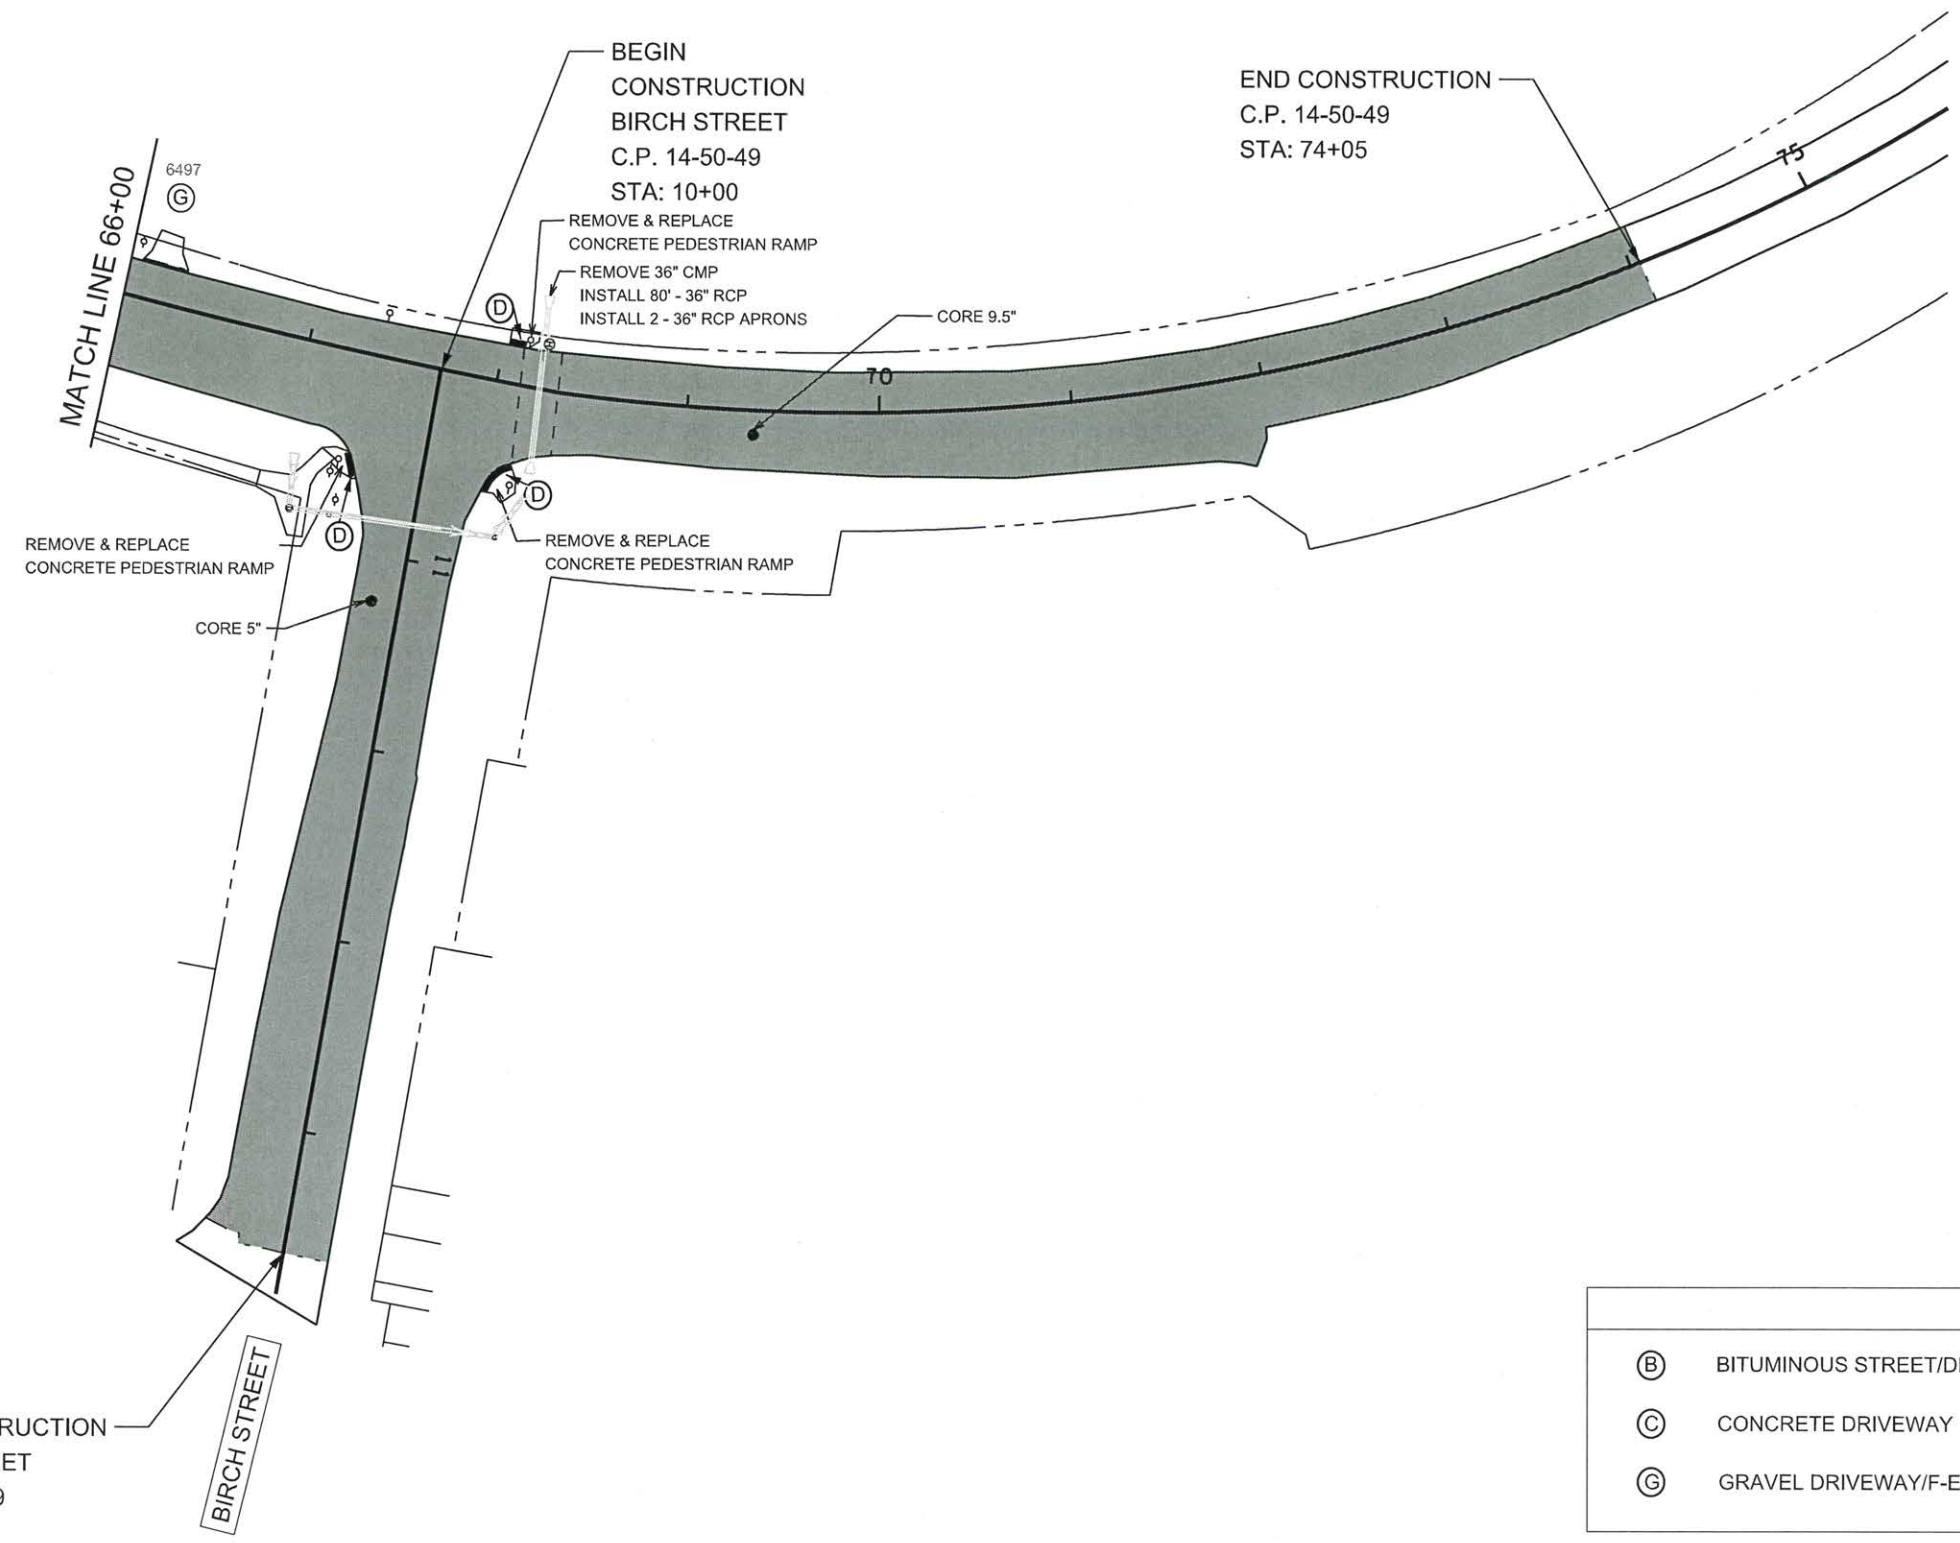 BEGIN
CONSTRUCTION
BIRCH STREET
C.P. 14-50-49
STA: 10+00
END CONSTRUCTION
C.P. 14-50-49
STA: 74+05
75
6497
G
MATCH LINE 66+00
REMOVE & REPLACE
CONCRETE PEDESTRIAN RAMP
REMOVE 36" CMP
INSTALL 80' - 36" RCP
INSTALL 2 - 36" RCP APRONS
D
CORE 9.5"
70
D
D
REMOVE & REPLACE
CONCRETE PEDESTRIAN RAMP
REMOVE & REPLACE
CONCRETE PEDESTRIAN RAMP
11
CORE 5"
RUCTION
ET
9
BIRCH STREET
B BITUMINOUS STREET/D
C CONCRETE DRIVEWAY
G GRAVEL DRIVEWAY/F-E